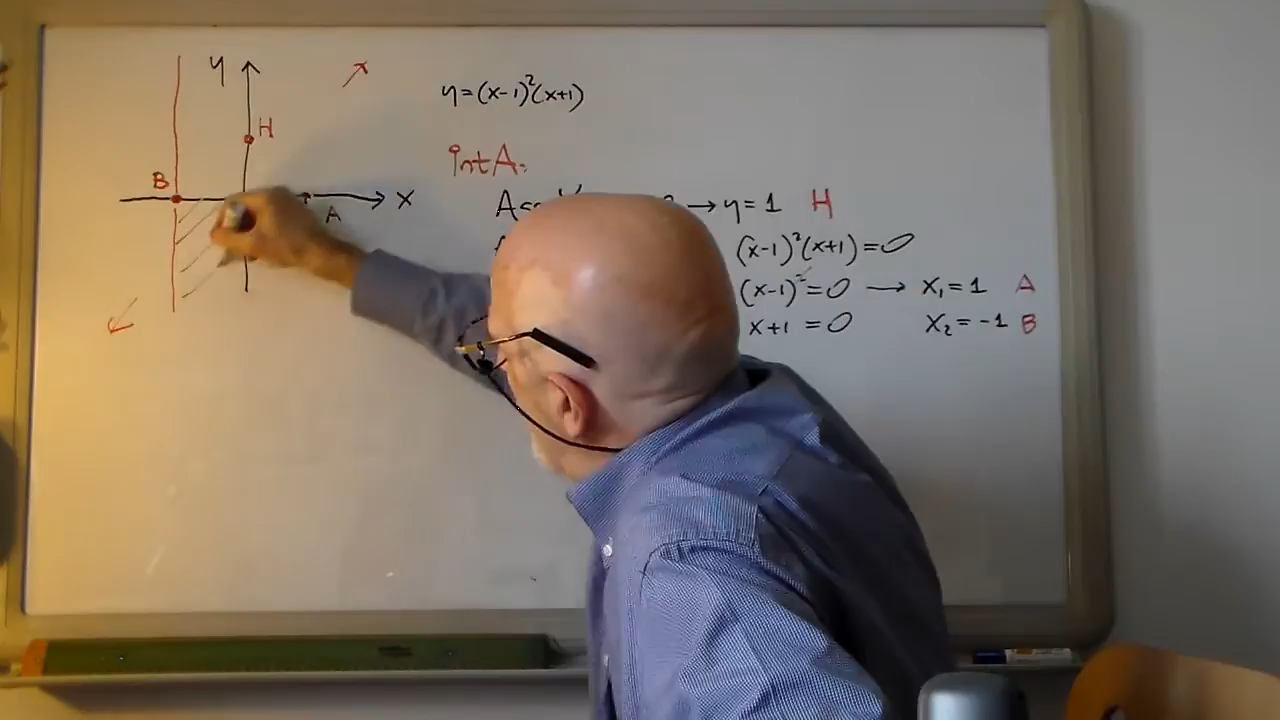 y
H
B
x
A
y=(x-1)²(x+1)
int A:
→ y=1 H
(x-1)²(x+1)=0
(x-1)²=0 → x₁=1 A
x+1=0 x₂=-1 B